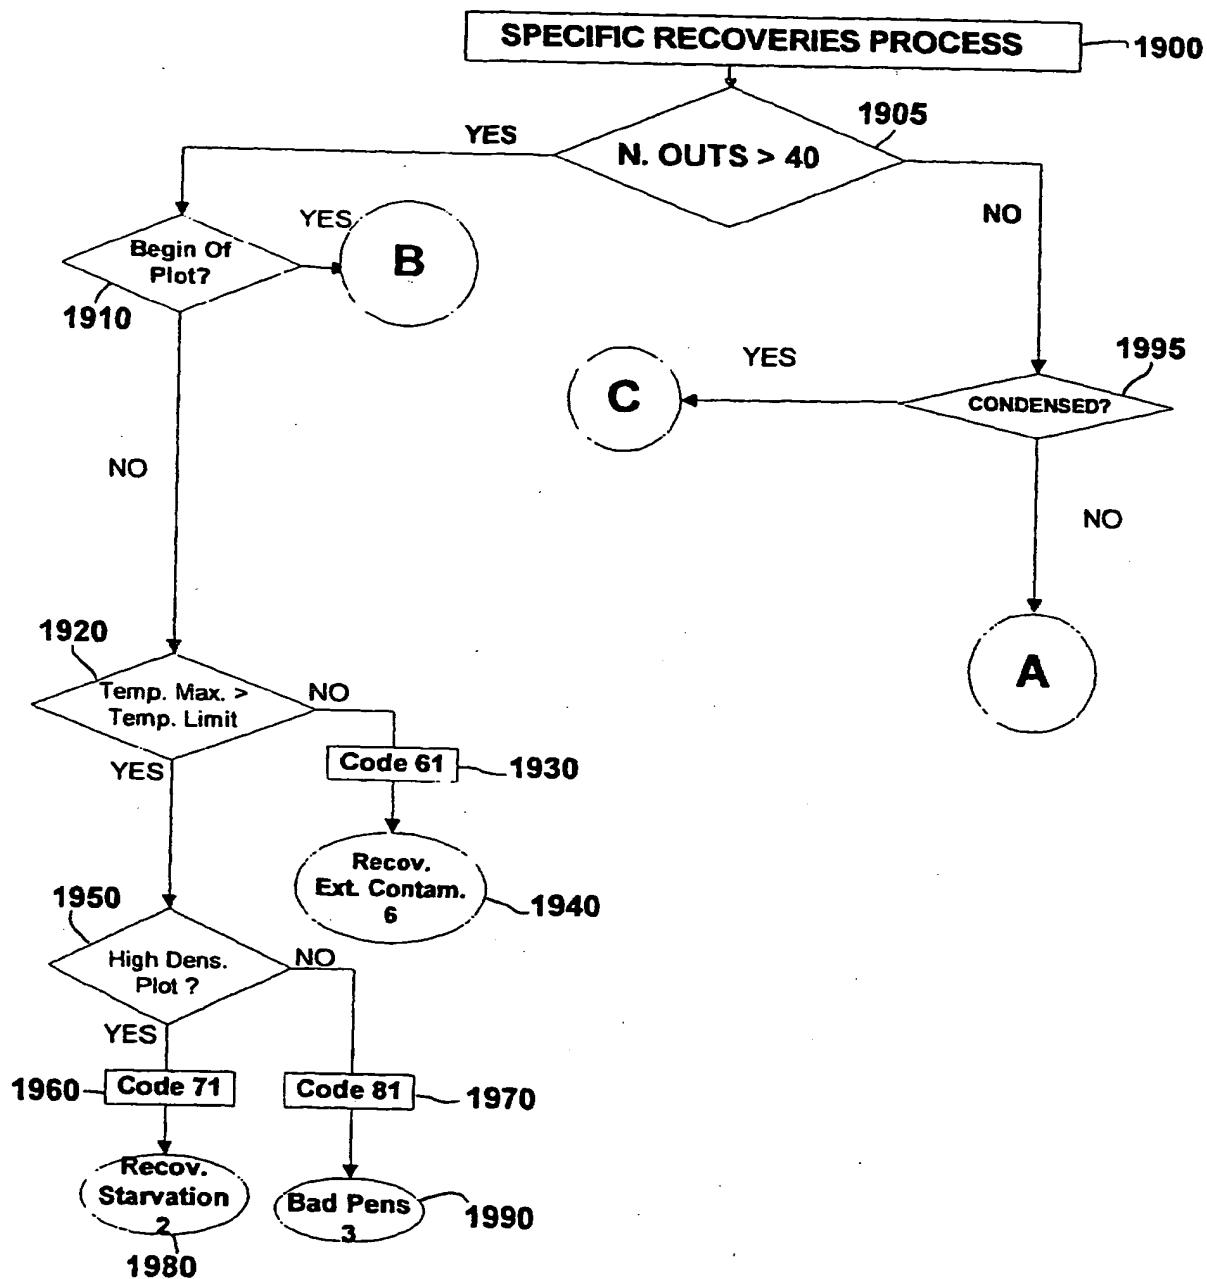 SPECIFIC RECOVERIES PROCESS
1900
1905
YES
N. OUTS > 40
NO
YES
Begin Of
Plot?
B
1910
1995
YES
C
CONDENSED?
NO
NO
A
1920
Temp. Max. >
Temp. Limit
NO
YES
Code 61
1930
Recov.
Ext. Contam.
6
1940
1950
High Dens.
Plot ?
NO
YES
1960
Code 71
Code 81
1970
Recov.
Starvation
2
1980
Bad Pens
3
1990